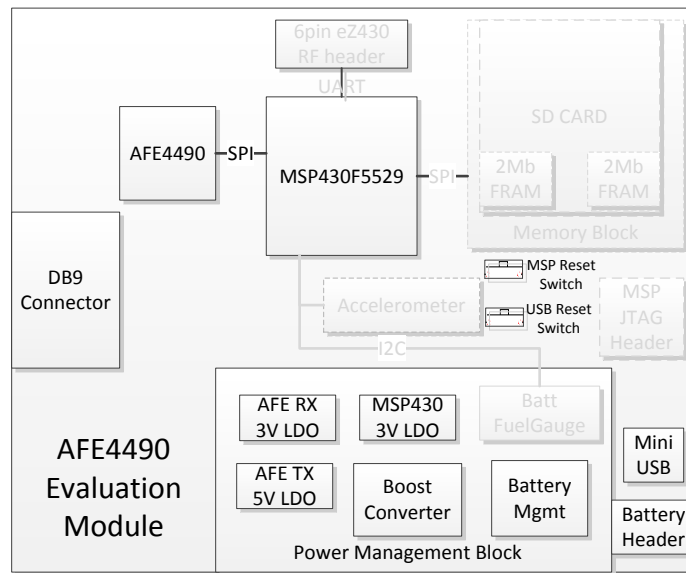 6pin eZ430
RF header
UART
AFE4490
SPI
MSP430F5529
SPI
SD CARD
2Mb
FRAM
2Mb
FRAM
Memory Block
DB9
Connector
Accelerometer
MSP Reset
Switch
USB Reset
Switch
MSP
JTAG
Header
I2C
AFE4490
Evaluation
Module
AFE RX
3V LDO
MSP430
3V LDO
Batt
FuelGauge
AFE TX
5V LDO
Boost
Converter
Battery
Mgmt
Power Management Block
Mini
USB
Battery
Header